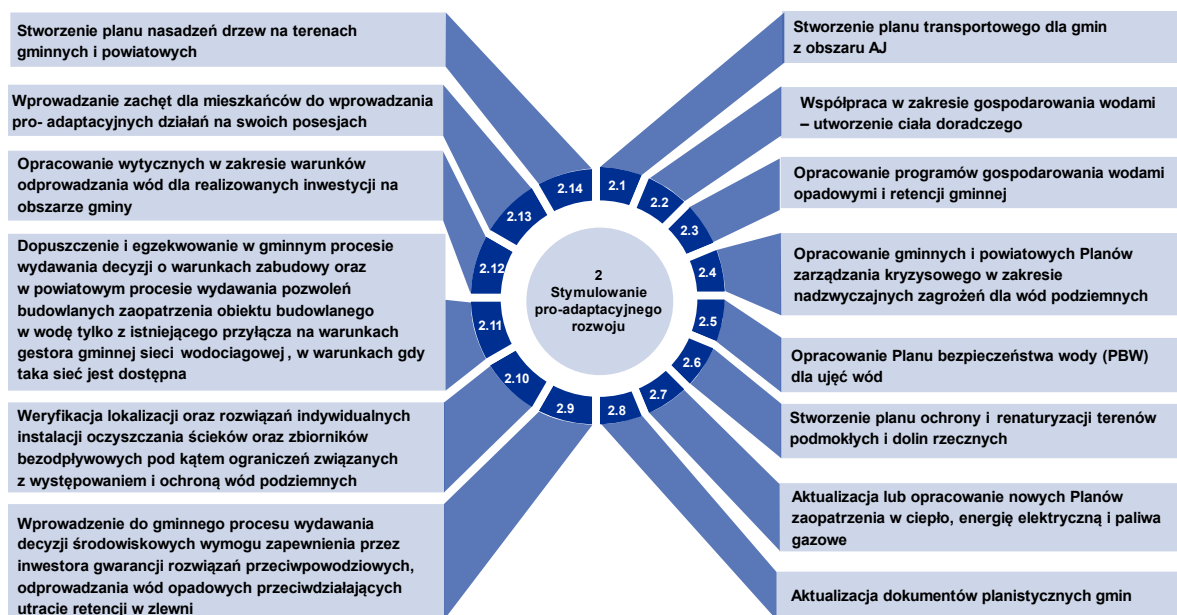 Stworzenie planu nasadzeń drzew na terenach
gminnych i powiatowych
Wprowadzanie zachęt dla mieszkańców do wprowadzania
pro- adaptacyjnych działań na swoich posesjach
Opracowanie wytycznych w zakresie warunków
odprowadzania wód dla realizowanych inwestycji na
obszarze gminy
Dopuszczenie i egzekwowanie w gminnym procesie
wydawania decyzji o warunkach zabudowy oraz
w powiatowym procesie wydawania pozwoleń
budowlanych zaopatrzenia obiektu budowlanego
w wodę tylko z istniejącego przyłącza na warunkach
gestora gminnej sieci wodociagowej , w warunkach gdy
taka sieć jest dostępna
Weryfikacja lokalizacji oraz rozwiązań indywidualnych
instalacji oczyszczania ścieków oraz zbiorników
bezodpływowych pod kątem ograniczeń związanych
z występowaniem i ochroną wód podziemnych
Wprowadzenie do gminnego procesu wydawania
decyzji środowiskowych wymogu zapewnienia przez
inwestora gwarancji rozwiązań przeciwpowodziowych,
odprowadzania wód opadowych przeciwdziałających
utracie retencji w zlewni
2.14
2.13
2.12
2.11
2.10
2.9
2
Stymulowanie
pro-adaptacyjnego
rozwoju
2.1
2.2
2.3
2.4
2.5
2.6
2.7
2.8
Stworzenie planu transportowego dla gmin
z obszaru AJ
Współpraca w zakresie gospodarowania wodami
– utworzenie ciała doradczego
Opracowanie programów gospodarowania wodami
opadowymi i retencji gminnej
Opracowanie gminnych i powiatowych Planów
zarządzania kryzysowego w zakresie
nadzwyczajnych zagrożeń dla wód podziemnych
Opracowanie Planu bezpieczeństwa wody (PBW)
dla ujęć wód
Stworzenie planu ochrony i renaturyzacji terenów
podmokłych i dolin rzecznych
Aktualizacja lub opracowanie nowych Planów
zaopatrzenia w ciepło, energię elektryczną i paliwa
gazowe
Aktualizacja dokumentów planistycznych gmin